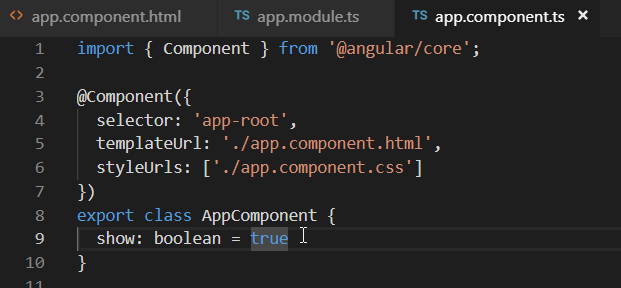 <> app.component.html TS app.module.ts TS app.component.ts ×
1 import { Component } from '@angular/core';
2
3 @Component({
4 selector: 'app-root',
5 templateUrl: './app.component.html',
6 styleUrls: ['./app.component.css']
7 })
8 export class AppComponent {
9 show: boolean = true
10 }
11